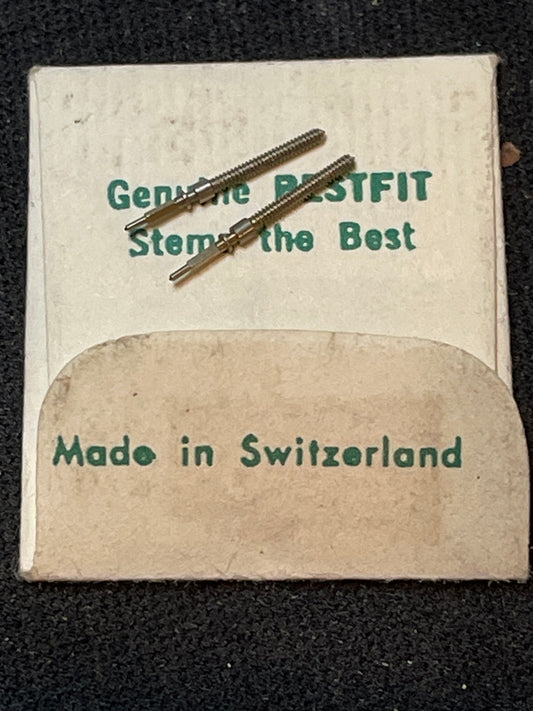 Genuine BESTFIT
Stems the Best
Made in Switzerland